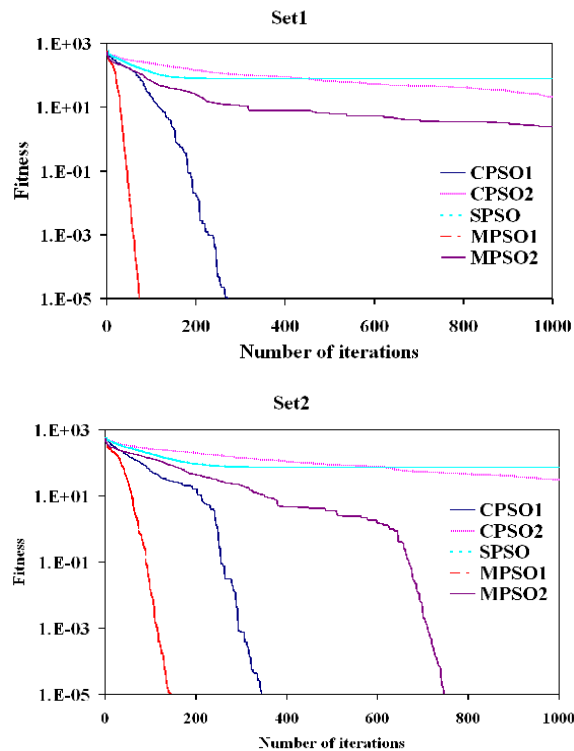 Set1
1.E+03
1.E+01
1.E-01
1.E-03
1.E-05
Fitness
CPSO1
CPSO2
SPSO
MPSO1
MPSO2
0 200 400 600 800 1000
Number of iterations
Set2
1.E+03
1.E+01
1.E-01
1.E-03
1.E-05
Fitness
CPSO1
CPSO2
SPSO
MPSO1
MPSO2
0 200 400 600 800 1000
Number of iterations